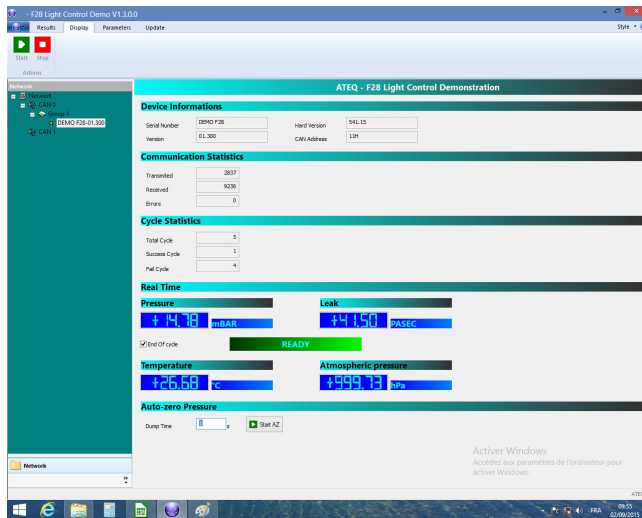 - F28 Light Control Demo V1.3.0.0
Results Display Parameters Update Style
Start Stop
Actions
Network
ATEQ - F28 Light Control Demonstration
Network
CAN 0
Group 1
DEMO F28-01.300
CAN 1
Device Informations
Serial Number DEMO F28 Hard Version 541.15
Version 01.300 CAN Address 11H
Communication Statistics
Transmited 2837
Received 9236
Errors 0
Cycle Statistics
Total Cycle 5
Success Cycle 1
Fail Cycle 4
Real Time
Pressure Leak
+14.78 mBAR +41.50 PASEC
End Of cycle READY
Temperature Atmospheric pressure
+26.68 °C +999.73 hPa
Auto-zero Pressure
Dump Time s Start AZ
Activer Windows
Accédez aux paramètres de l'ordinateur pour
activer Windows.
Network
ATEQ
FRA 09:55
02/09/2015